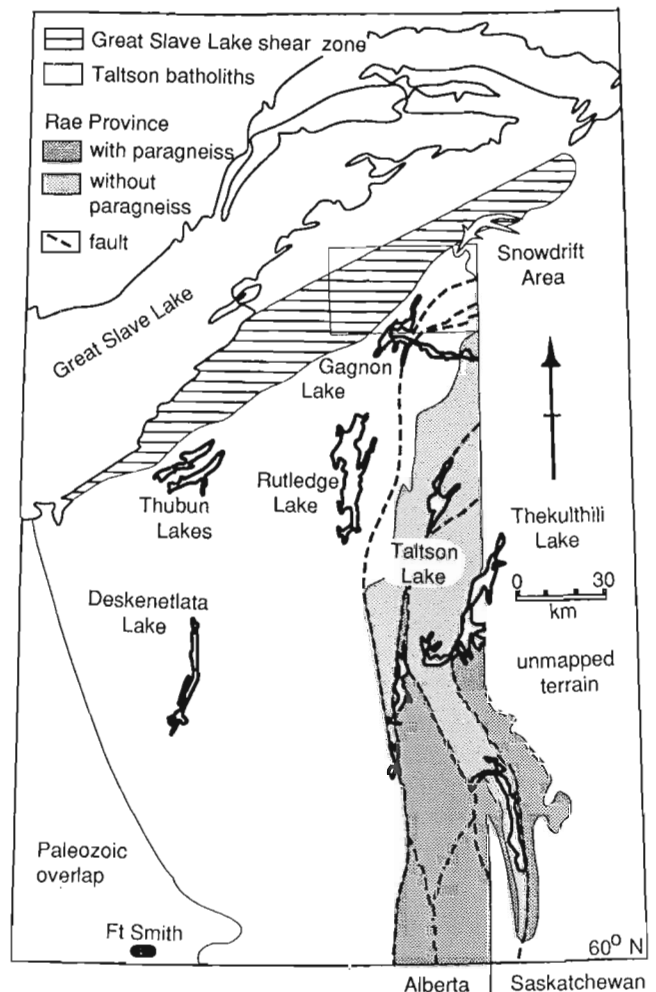 Great Slave Lake shear zone
Taltson batholiths
Rae Province
with paragneiss
without
paragneiss
fault
Great Slave Lake
Snowdrift
Area
Gagnon
Lake
Rutledge
Lake
Thubun
Lakes
Thekulthili
Lake
Taltson
Lake
0 30
km
Deskenetlata
Lake
unmapped
terrain
Paleozoic
overlap
Ft Smith
60º N
Alberta
Saskatchewan